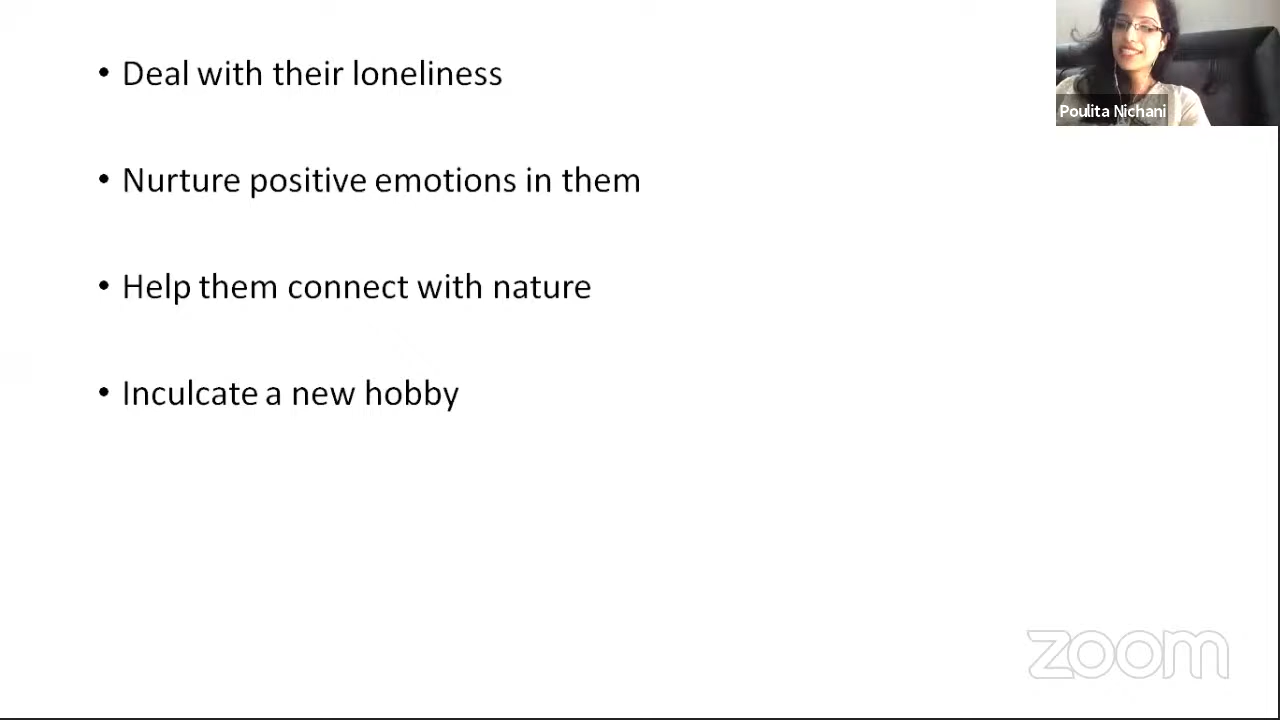 • Deal with their loneliness
Poulita Nichani
• Nurture positive emotions in them
• Help them connect with nature
• Inculcate a new hobby
zoom